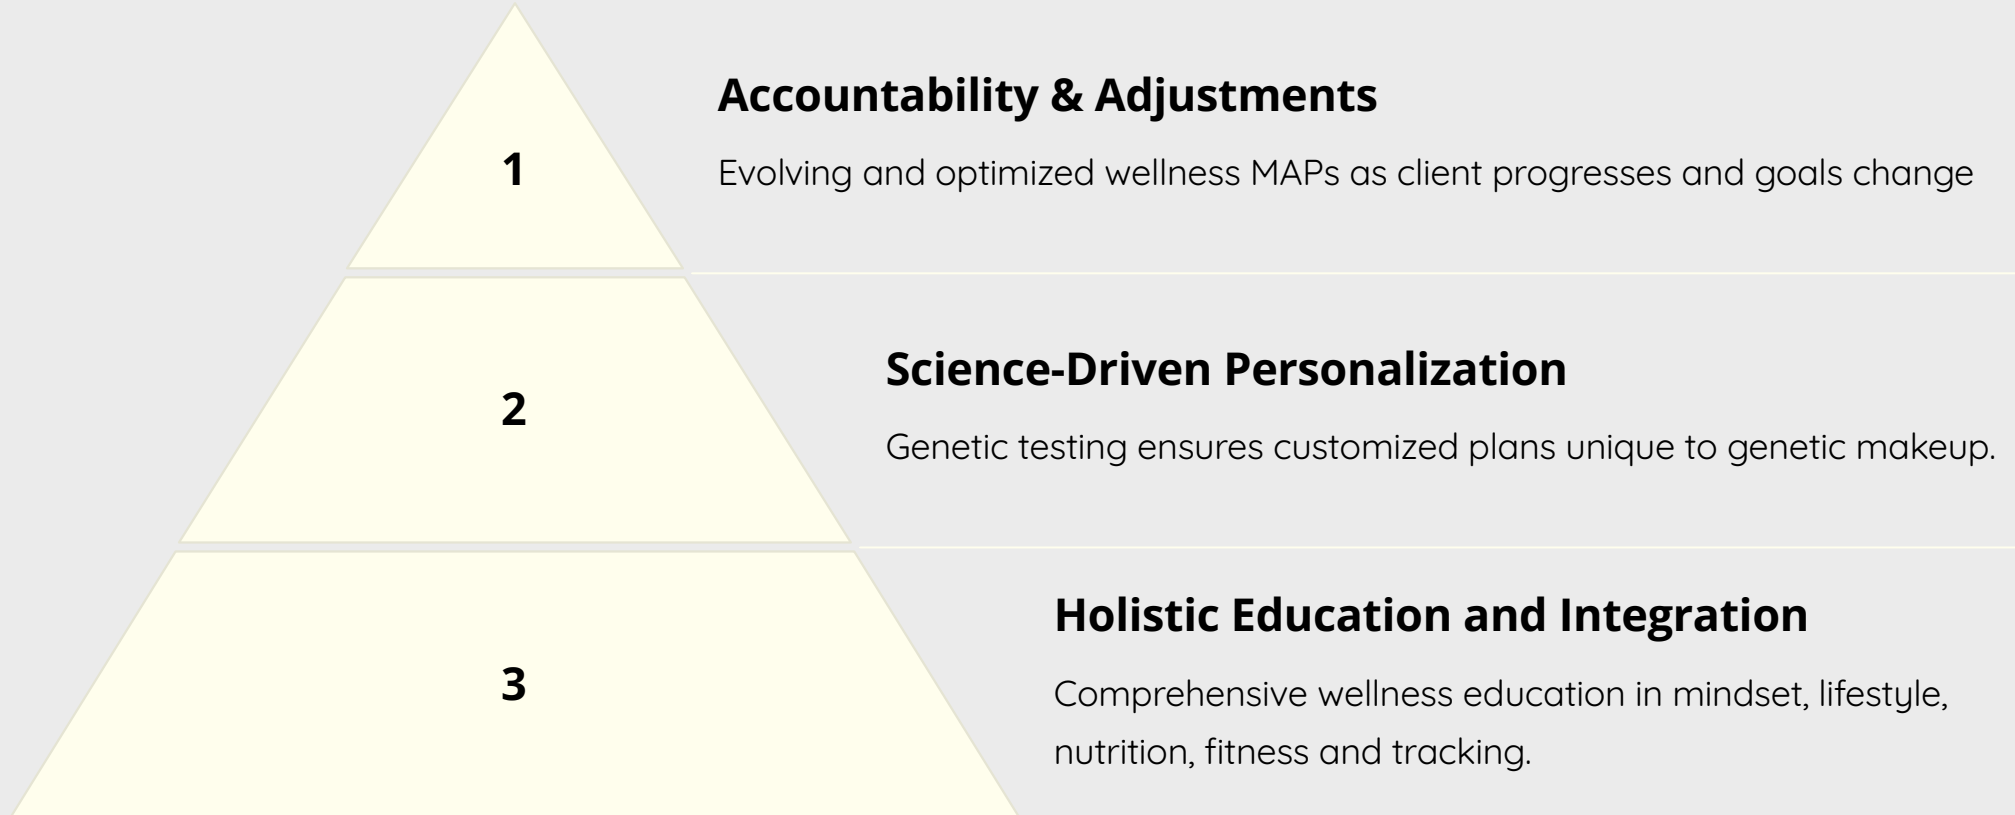 1
Accountability & Adjustments
Evolving and optimized wellness MAPs as client progresses and goals change
2
Science-Driven Personalization
Genetic testing ensures customized plans unique to genetic makeup.
3
Holistic Education and Integration
Comprehensive wellness education in mindset, lifestyle,
nutrition, fitness and tracking.